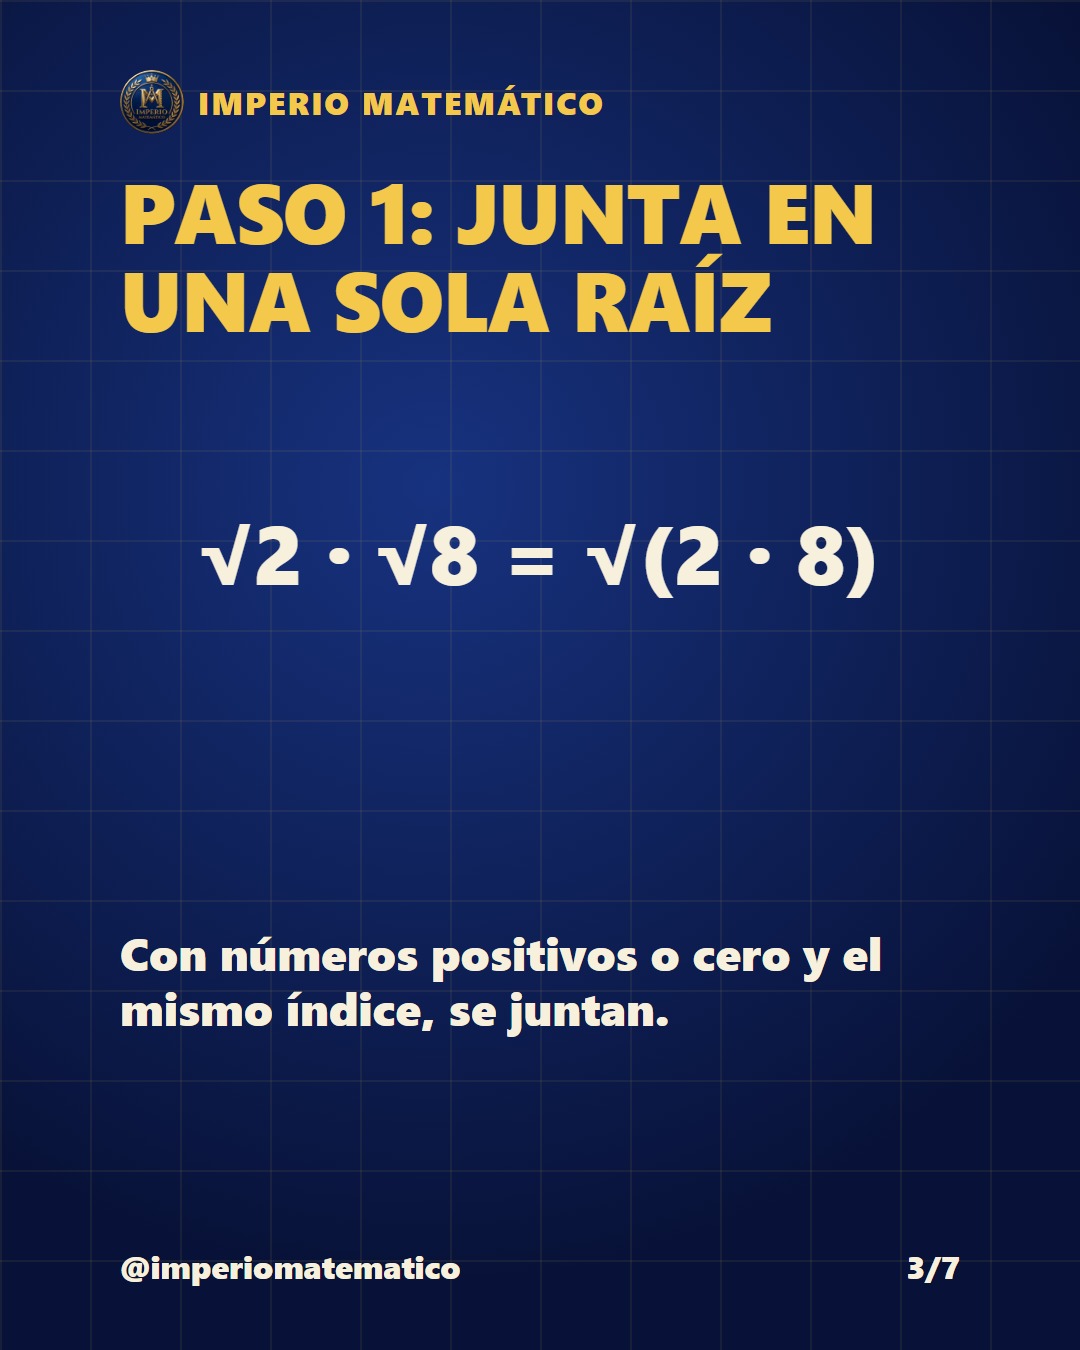 IMPERIO MATEMÁTICO
PASO 1: JUNTA EN
UNA SOLA RAÍZ
√2 · √8 = √(2 · 8)
Con números positivos o cero y el
mismo índice, se juntan.
@imperiomatematico
3/7